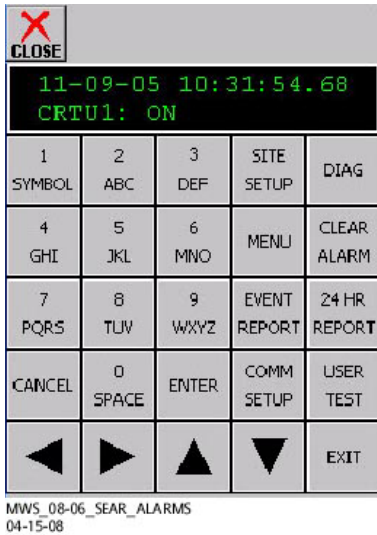 CLOSE
11-09-05 10:31:54.68
CRTU1: ON
1 2 3 SITE DIAG
SYMBOL ABC DEF SETUP
4 5 6 MENU CLEAR
GHI JKL MNO ALARM
7 8 9 EVENT 24 HR
PQRS TUV WXYZ REPORT REPORT
CANCEL 0 ENTER COMM USER
SPACE SETUP TEST
EXIT
MWS_08-06_SEAR_ALARMS
04-15-08